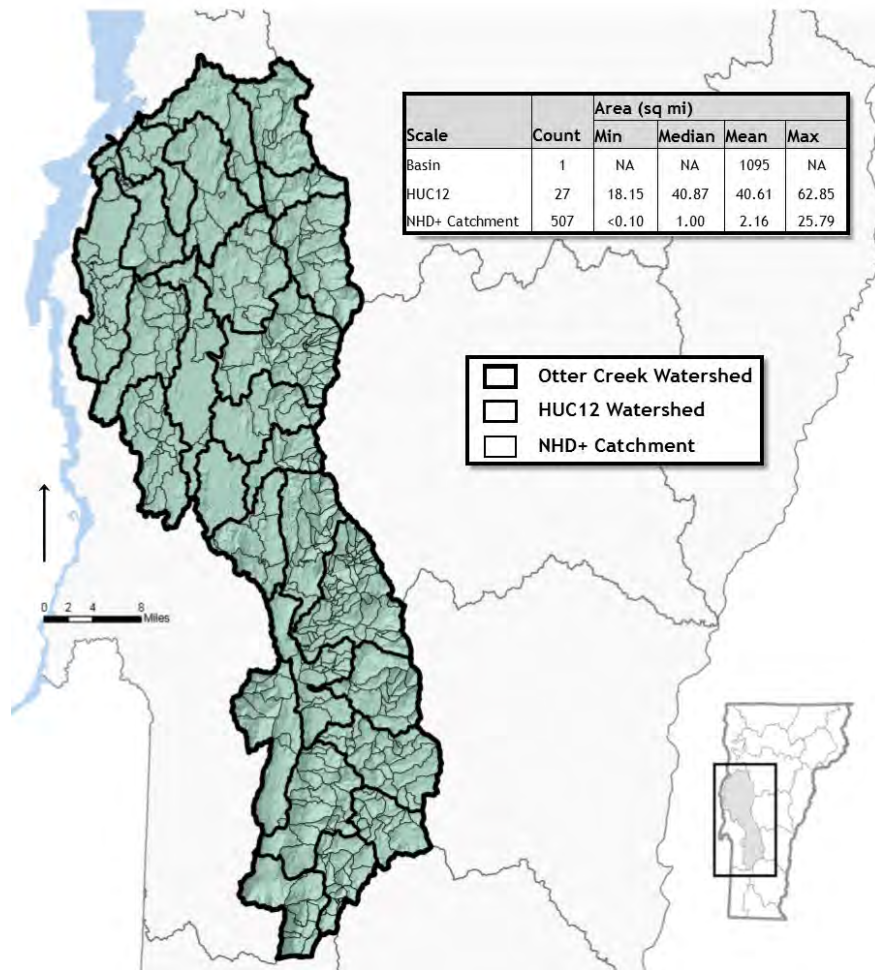 Area (sq mi)
Scale Count Min Median Mean Max
Basin 1 NA NA 1095 NA
HUC12 27 18.15 40.87 40.61 62.85
NHD+ Catchment 507 <0.10 1.00 2.16 25.79
Otter Creek Watershed
HUC12 Watershed
NHD+ Catchment
0 2 4 8
Miles